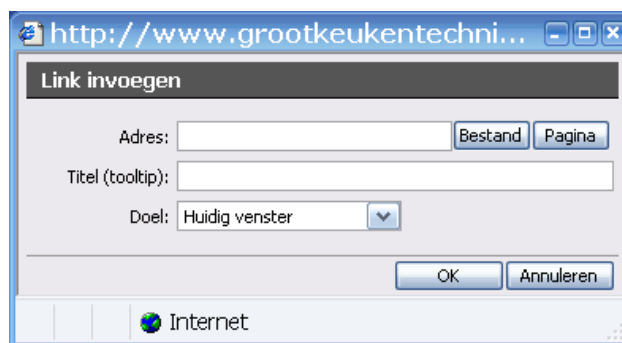 http://www.grootkeukentechni...
Link invoegen
Adres: Bestand Pagina
Titel (tooltip):
Doel: Huidig venster
OK Annuleren
Internet